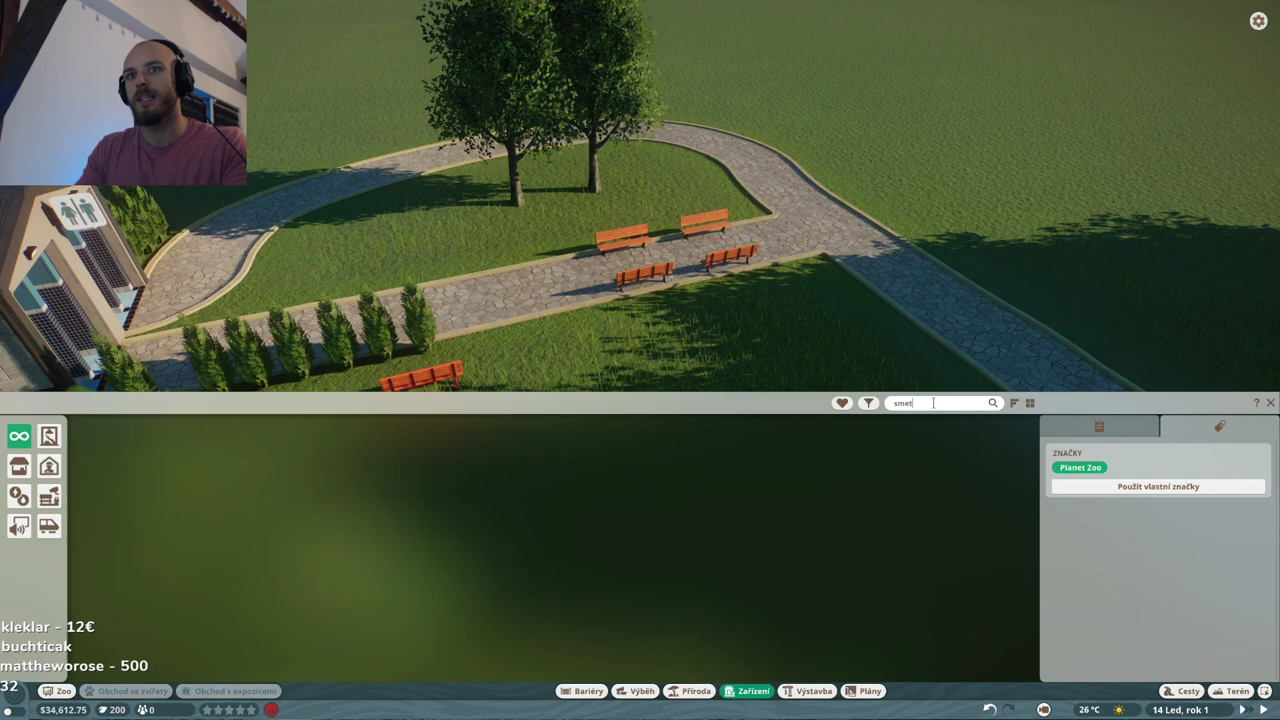 smet
?
ZNAČKY
Planet Zoo
Použít vlastní značky
kleklar - 12€
buchticak
mattheworose - 500
32
Zoo
Obchod se zvířaty
Obchod s expozicemi
Bariéry
Výběh
Příroda
Zařízení
Výstavba
Plány
Cesty
Terén
$34,612.75
200
0
26 °C
14 Led, rok 1